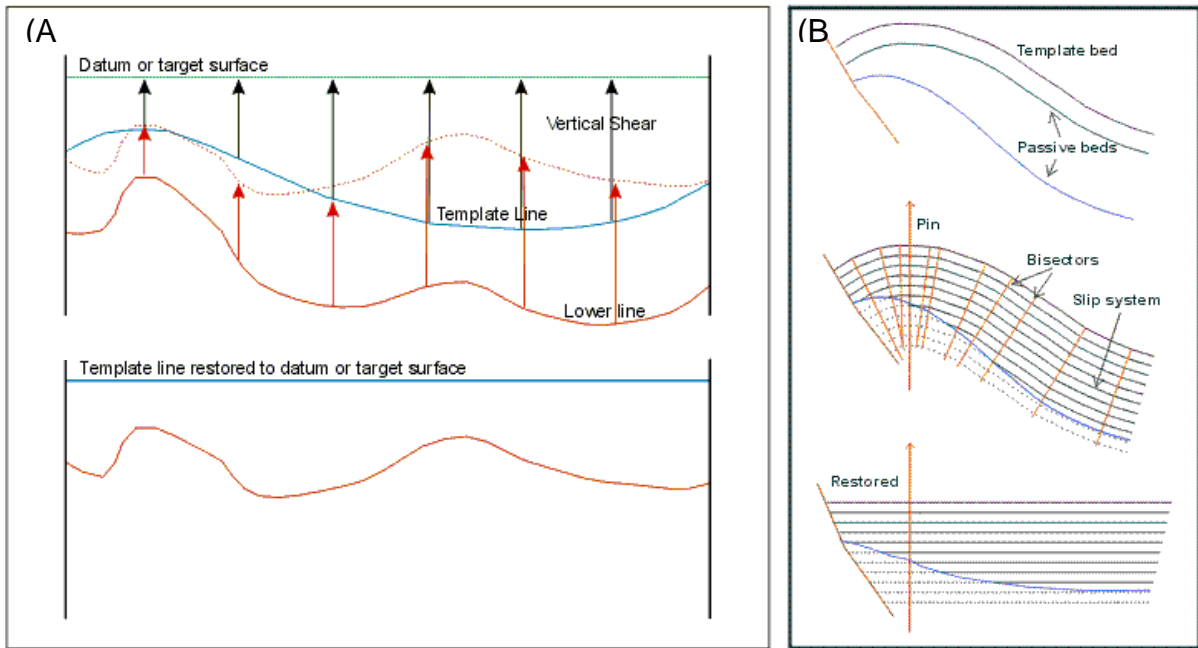 (A
Datum or target surface
Vertical Shear
Template Line
Lower line
Template line restored to datum or target surface
(B)
Template bed
Passive beds
Pin
Bisectors
Slip system
Restored